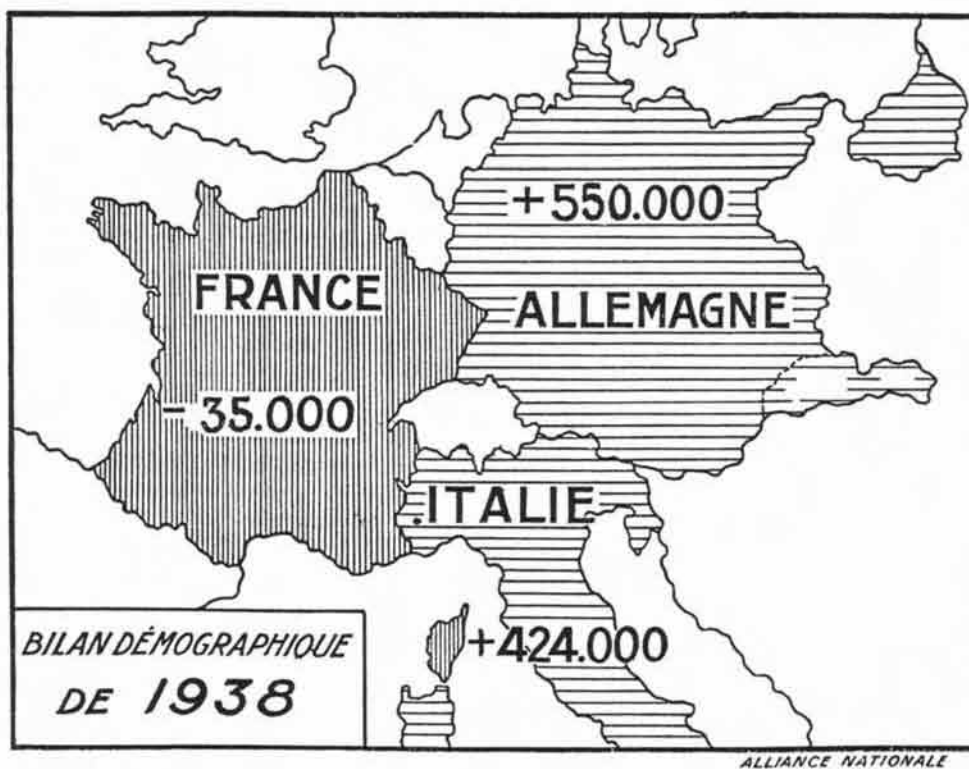 +550.000
FRANCE
ALLEMAGNE
- 35.000
ITALIE
+424.000
BILAN DÉMOGRAPHIQUE
DE 1938
ALLIANCE NATIONALE